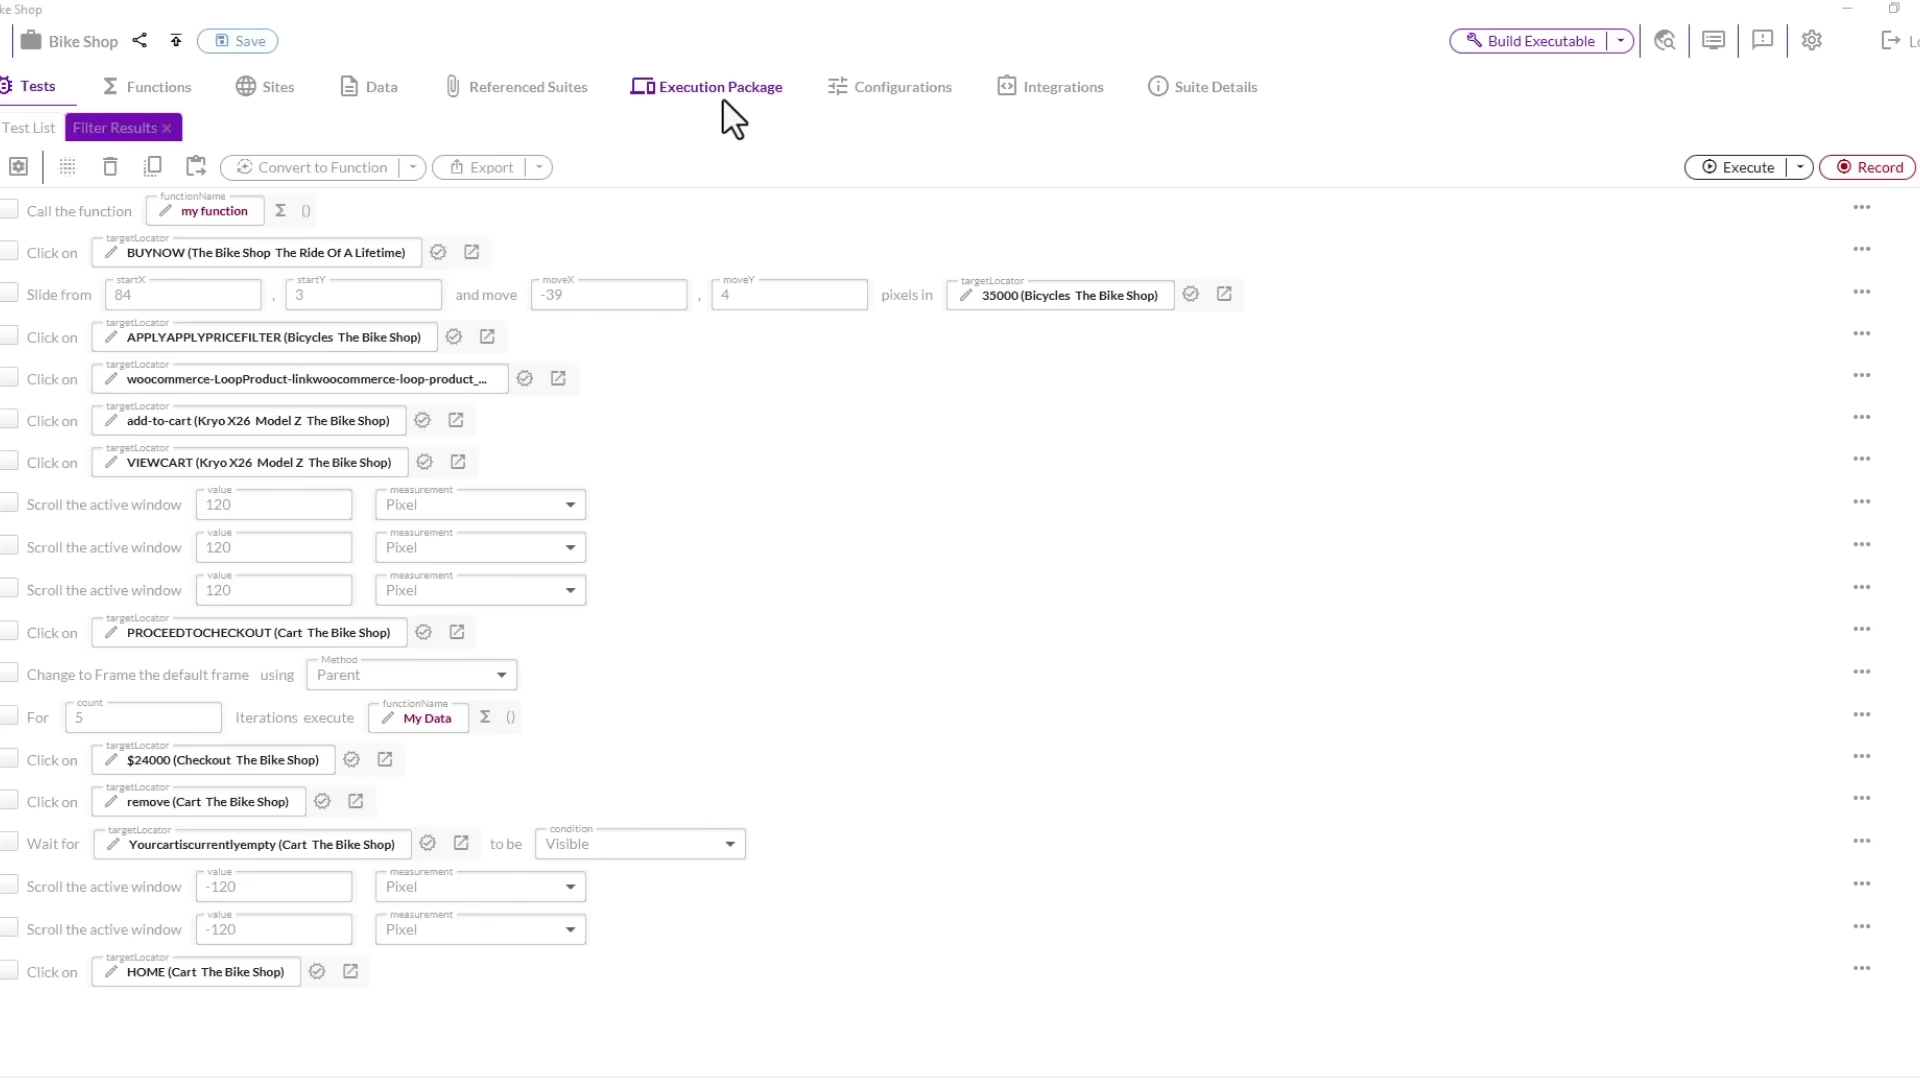 ke Shop
Bike Shop Save Build Executable Lo
Tests Functions Sites Data Referenced Suites Execution Package Configurations Integrations Suite Details
Test List Filter Results ×
Convert to Function Export Execute Record
functionName
Call the function my function Σ ()
targetLocator
Click on BUYNOW (The Bike Shop The Ride Of A Lifetime)
startX startY moveX moveY targetLocator
Slide from 84 , 3 and move -39 , 4 pixels in 35000 (Bicycles The Bike Shop)
targetLocator
Click on APPLYAPPLYPRICEFILTER (Bicycles The Bike Shop)
targetLocator
Click on woocommerce-LoopProduct-linkwoocommerce-loop-product_...
targetLocator
Click on add-to-cart (Kryo X26 Model Z The Bike Shop)
targetLocator
Click on VIEWCART (Kryo X26 Model Z The Bike Shop)
value measurement
Scroll the active window 120 Pixel
value measurement
Scroll the active window 120 Pixel
value measurement
Scroll the active window 120 Pixel
targetLocator
Click on PROCEEDTOCHECKOUT (Cart The Bike Shop)
Method
Change to Frame the default frame using Parent
count functionName
For 5 Iterations execute My Data Σ ()
targetLocator
Click on $24000 (Checkout The Bike Shop)
targetLocator
Click on remove (Cart The Bike Shop)
targetLocator condition
Wait for Yourcartiscurrentlyempty (Cart The Bike Shop) to be Visible
value measurement
Scroll the active window -120 Pixel
value measurement
Scroll the active window -120 Pixel
targetLocator
Click on HOME (Cart The Bike Shop)